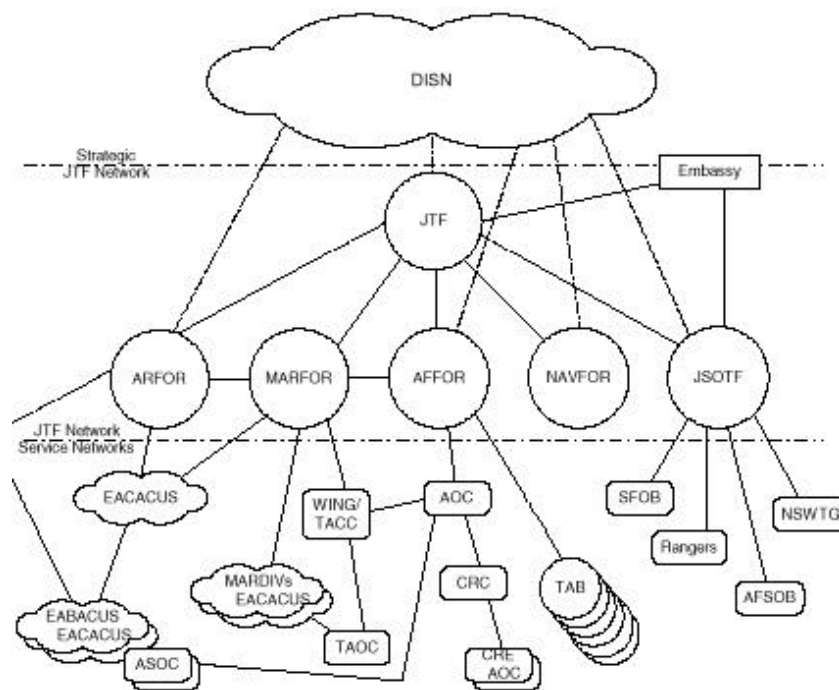 DISN
Strategic
JTF Network
Embassy
JTF
ARFOR
MARFOR
AFFOR
NAVFOR
JSOTF
JTF Network
Service Networks
EACACUS
WING/
TACC
AOC
SFOB
NSWTG
Rangers
MARDIVs
EACACUS
CRC
TAB
AFSOB
EABACUS
EACACUS
TAOC
ASOC
CRE
AOC